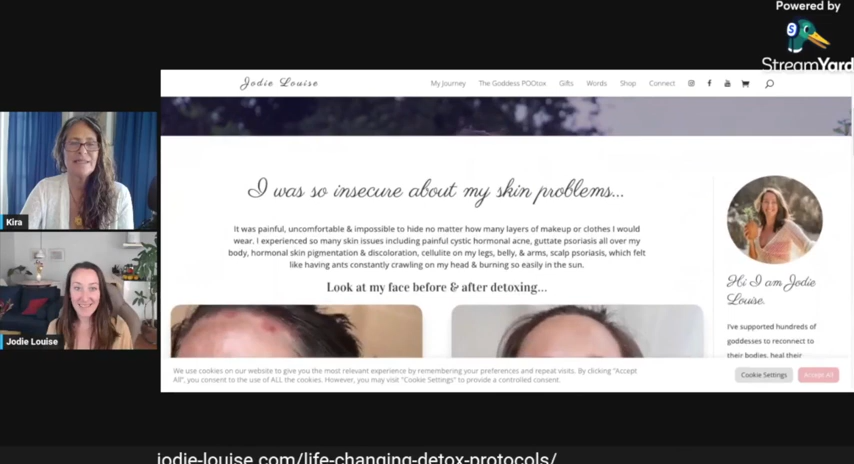 Powered by
StreamYard
Jodie Louise
My Journey The Goddess POOtox Gifts Words Shop Connect
Kira
I was so insecure about my skin problems...
It was painful, uncomfortable & impossible to hide no matter how many layers of makeup or clothes I would
wear. I experienced so many skin issues including painful cystic hormonal acne, guttate psoriasis all over my
body, hormonal skin pigmentation & discoloration, cellulite on my legs, belly, & arms, scalp psoriasis, which felt
like having ants constantly crawling on my head & burning so easily in the sun.
Look at my face before & after detoxing...
Hi I am Jodie
Louise.
I've supported hundreds of
goddesses to reconnect to
their bodies, heal their
Jodie Louise
We use cookies on our website to give you the most relevant experience by remembering your preferences and repeat visits. By clicking "Accept
All", you consent to the use of ALL the cookies. However, you may visit "Cookie Settings" to provide a controlled consent.
Cookie Settings
Accept All
jodie-louise.com/life-changing-detox-protocols/